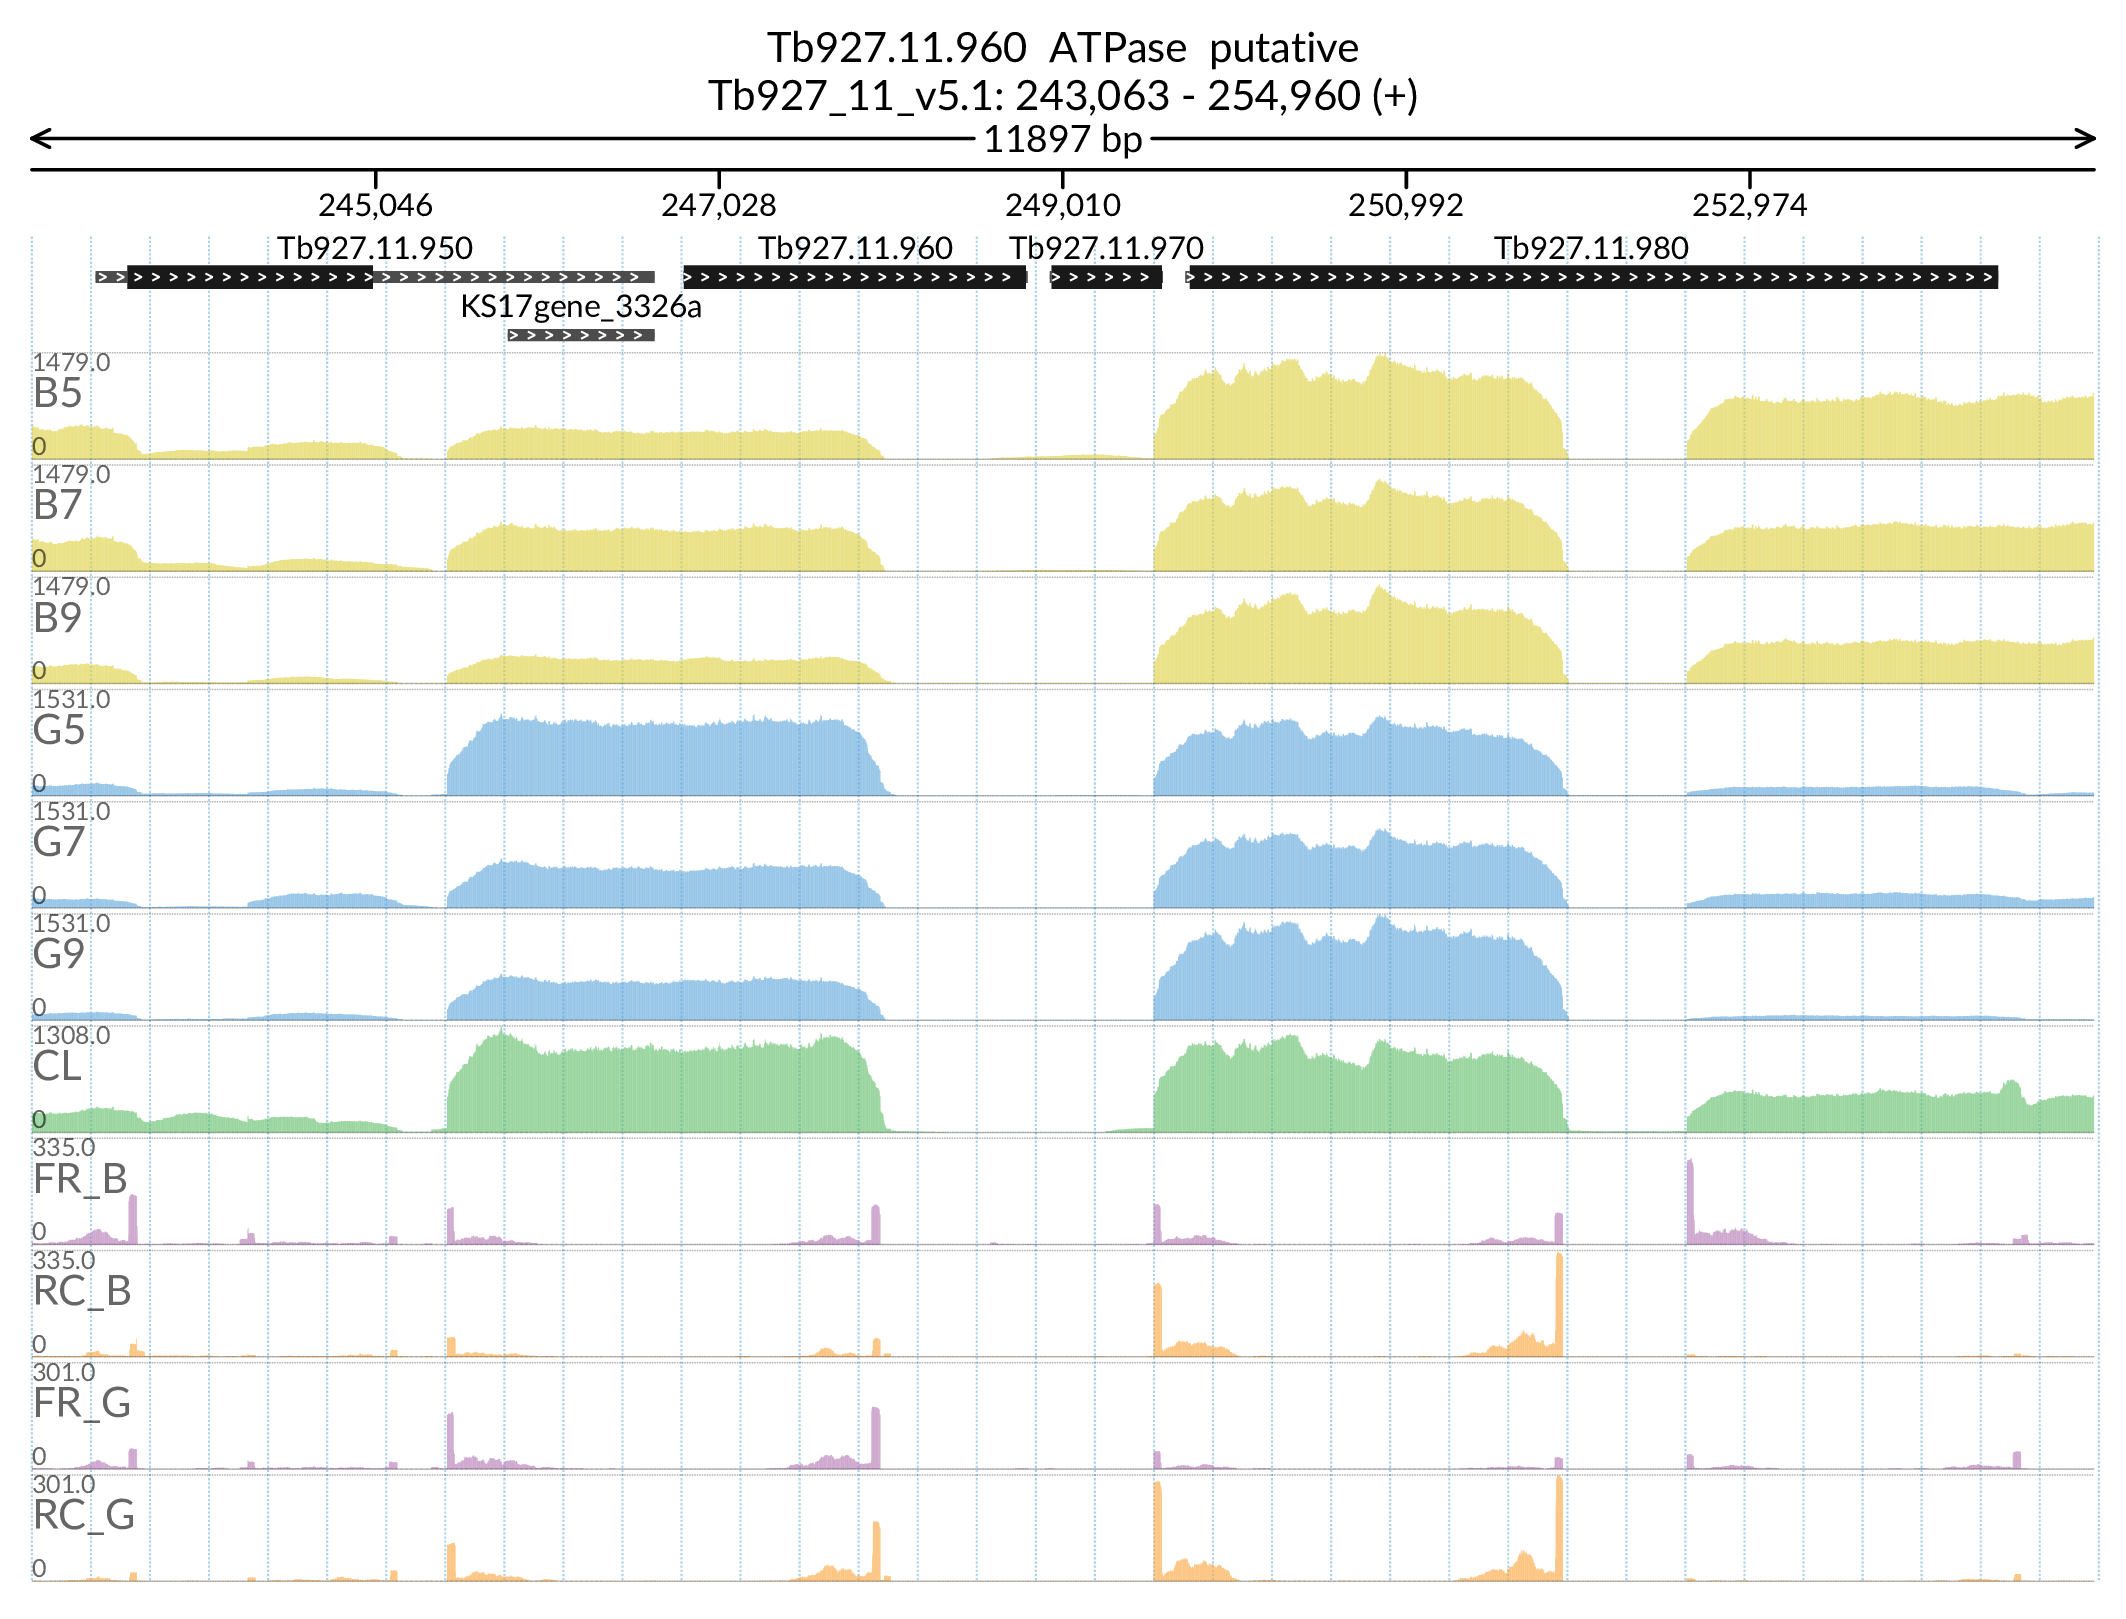 Tb927.11.960 ATPase putative
Tb927_11_v5.1: 243,063 - 254,960 (+)
11897 bp
245,046 247,028 249,010 250,992 252,974
Tb927.11.950 Tb927.11.960 Tb927.11.970 Tb927.11.980
KS17gene_3326a
1479.0
B5
0
1479.0
B7
0
1479.0
B9
0
1531.0
G5
0
1531.0
G7
0
1531.0
G9
0
1308.0
CL
0
335.0
FR_B
0
335.0
RC_B
0
301.0
FR_G
0
301.0
RC_G
0